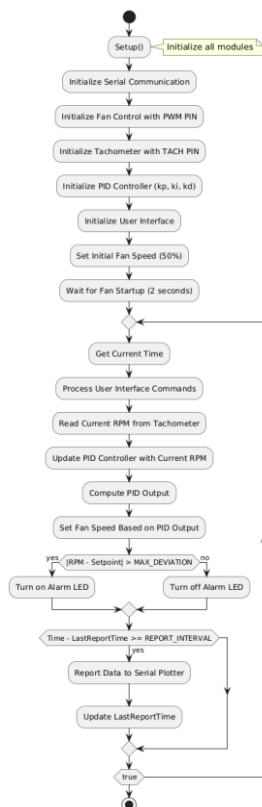 Setup()
Initialize all modules
Initialize Serial Communication
Initialize Fan Control with PWM PIN
Initialize Tachometer with TACH PIN
Initialize PID Controller (kp, ki, kd)
Initialize User Interface
Set Initial Fan Speed (50%)
Wait for Fan Startup (2 seconds)
Get Current Time
Process User Interface Commands
Read Current RPM from Tachometer
Update PID Controller with Current RPM
Compute PID Output
Set Fan Speed Based on PID Output
yes
|RPM - Setpoint| > MAX_DEVIATION
no
Turn on Alarm LED
Turn off Alarm LED
Time - LastReportTime >= REPORT_INTERVAL
yes
Report Data to Serial Plotter
Update LastReportTime
true